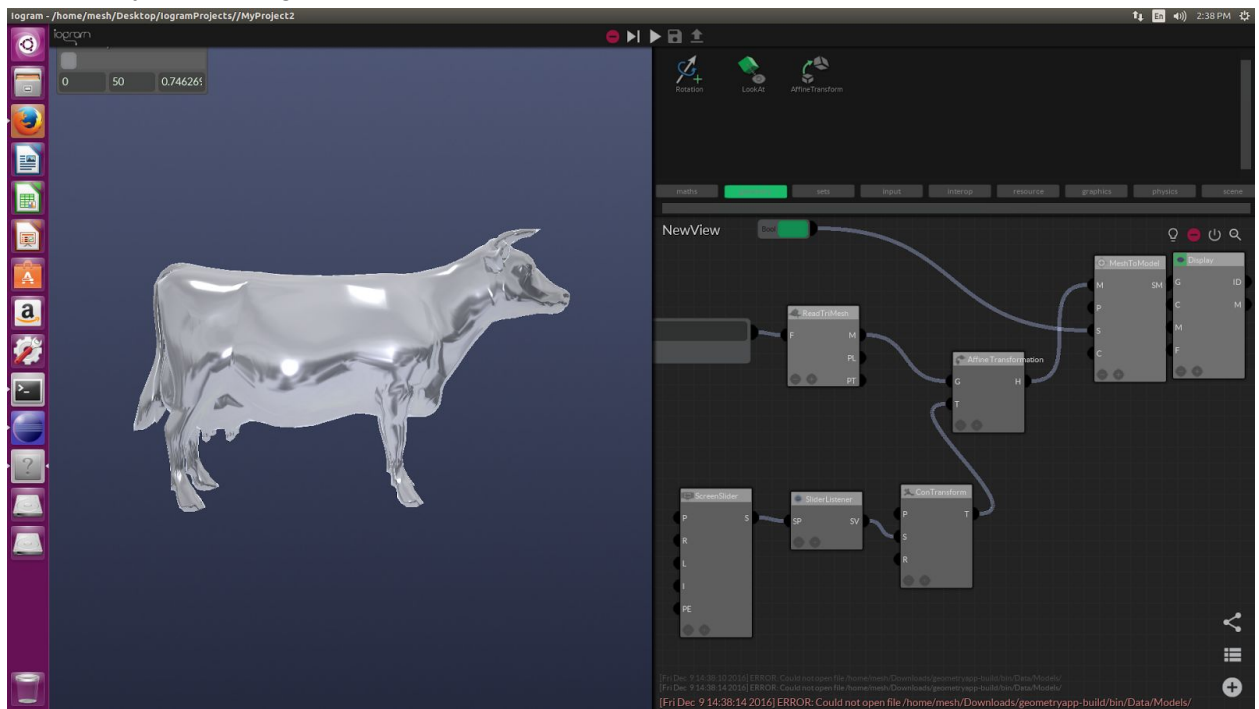 Iogram - /home/mesh/Desktop/IogramProjects//MyProject2
En
2:38 PM
iogram
0 50 0.746269
Rotation LookAt AffineTransform
maths sets input interop resource graphics physics scene
NewView
Bool
MeshToModel
M SM
P
S
C
Display
G ID
C M
M
F
ReadTriMesh
F M
PL
PT
Affine Transformation
G H
T
ScreenSlider
P S
R
L
I
PE
SliderListener
SP SV
ConTransform
P T
S
R
[Fri Dec 9 14:38:10 2016] ERROR: Could not open file /home/mesh/Downloads/geometryapp-build/bin/Data/Models/
[Fri Dec 9 14:38:14 2016] ERROR: Could not open file /home/mesh/Downloads/geometryapp-build/bin/Data/Models/
[Fri Dec 9 14:38:14 2016] ERROR: Could not open file /home/mesh/Downloads/geometryapp-build/bin/Data/Models/